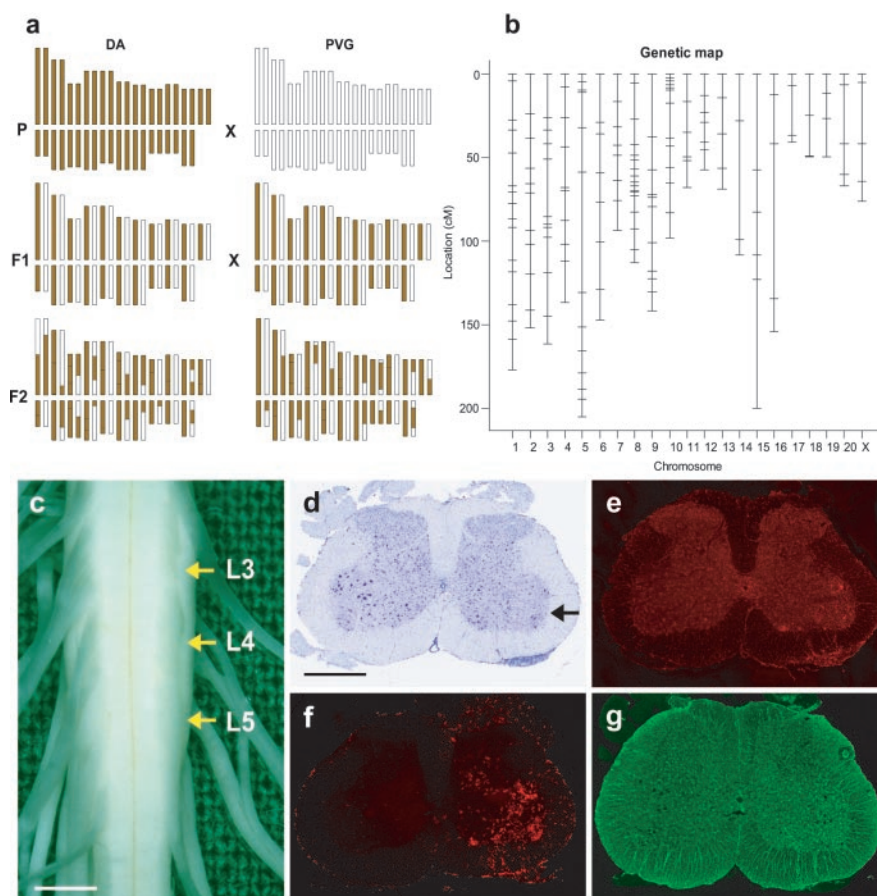 a
DA PVG
P X
F1 X
F2
b
Genetic map
Location (cM)
0
50
100
150
200
1 2 3 4 5 6 7 8 9 10 11 12 13 14 15 16 17 18 19 20 X
Chromosome
c
L3
L4
L5
d
e
f
g